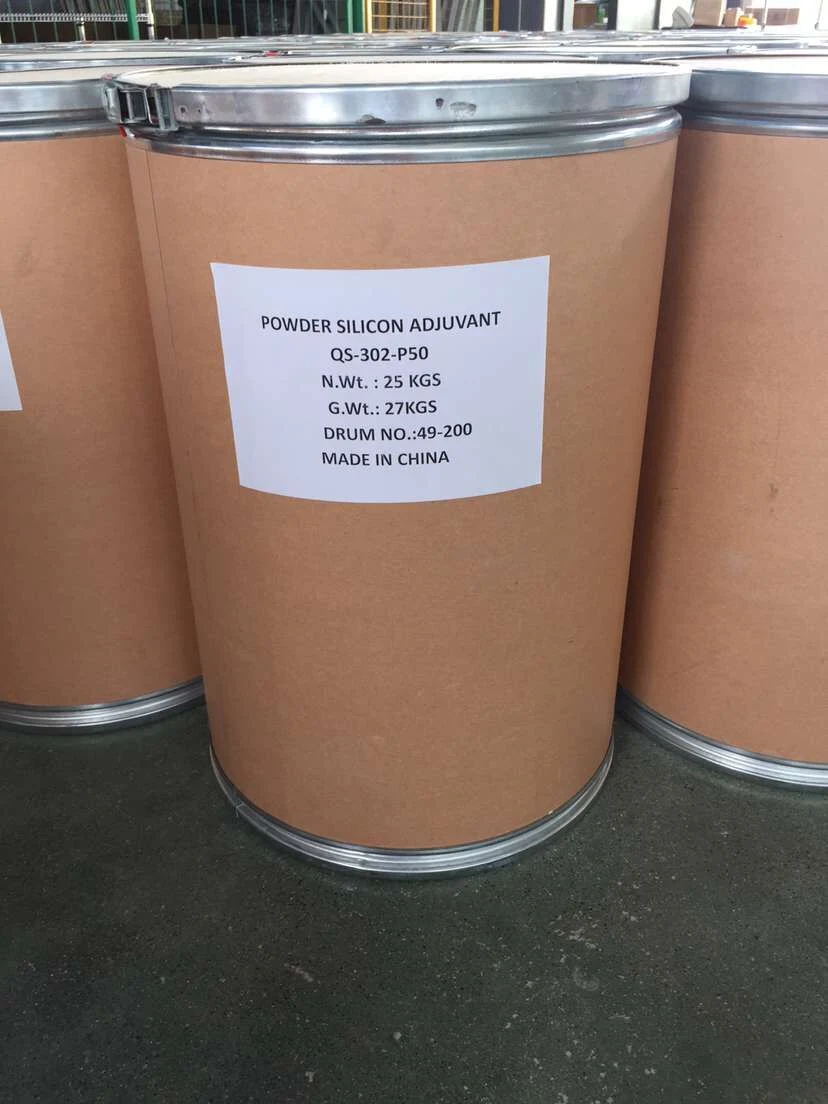 POWDER SILICON ADJUVANT
QS-302-P50
N.Wt. : 25 KGS
G.Wt.: 27KGS
DRUM NO.:49-200
MADE IN CHINA